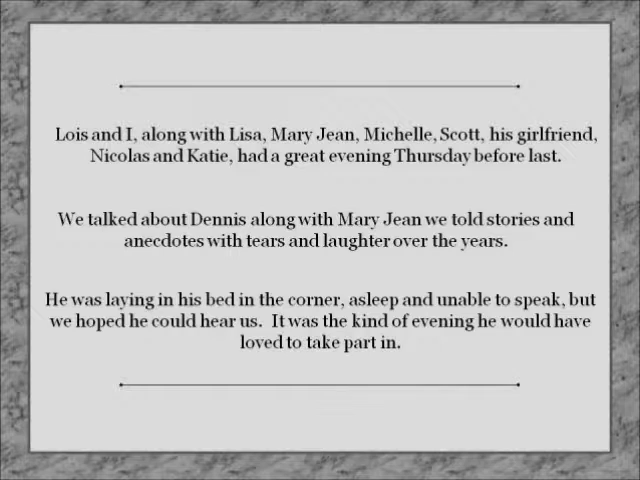 Lois and I, along with Lisa, Mary Jean, Michelle, Scott, his girlfriend,
Nicolas and Katie, had a great evening Thursday before last.
We talked about Dennis along with Mary Jean we told stories and
anecdotes with tears and laughter over the years.
He was laying in his bed in the corner, asleep and unable to speak, but
we hoped he could hear us.  It was the kind of evening he would have
loved to take part in.